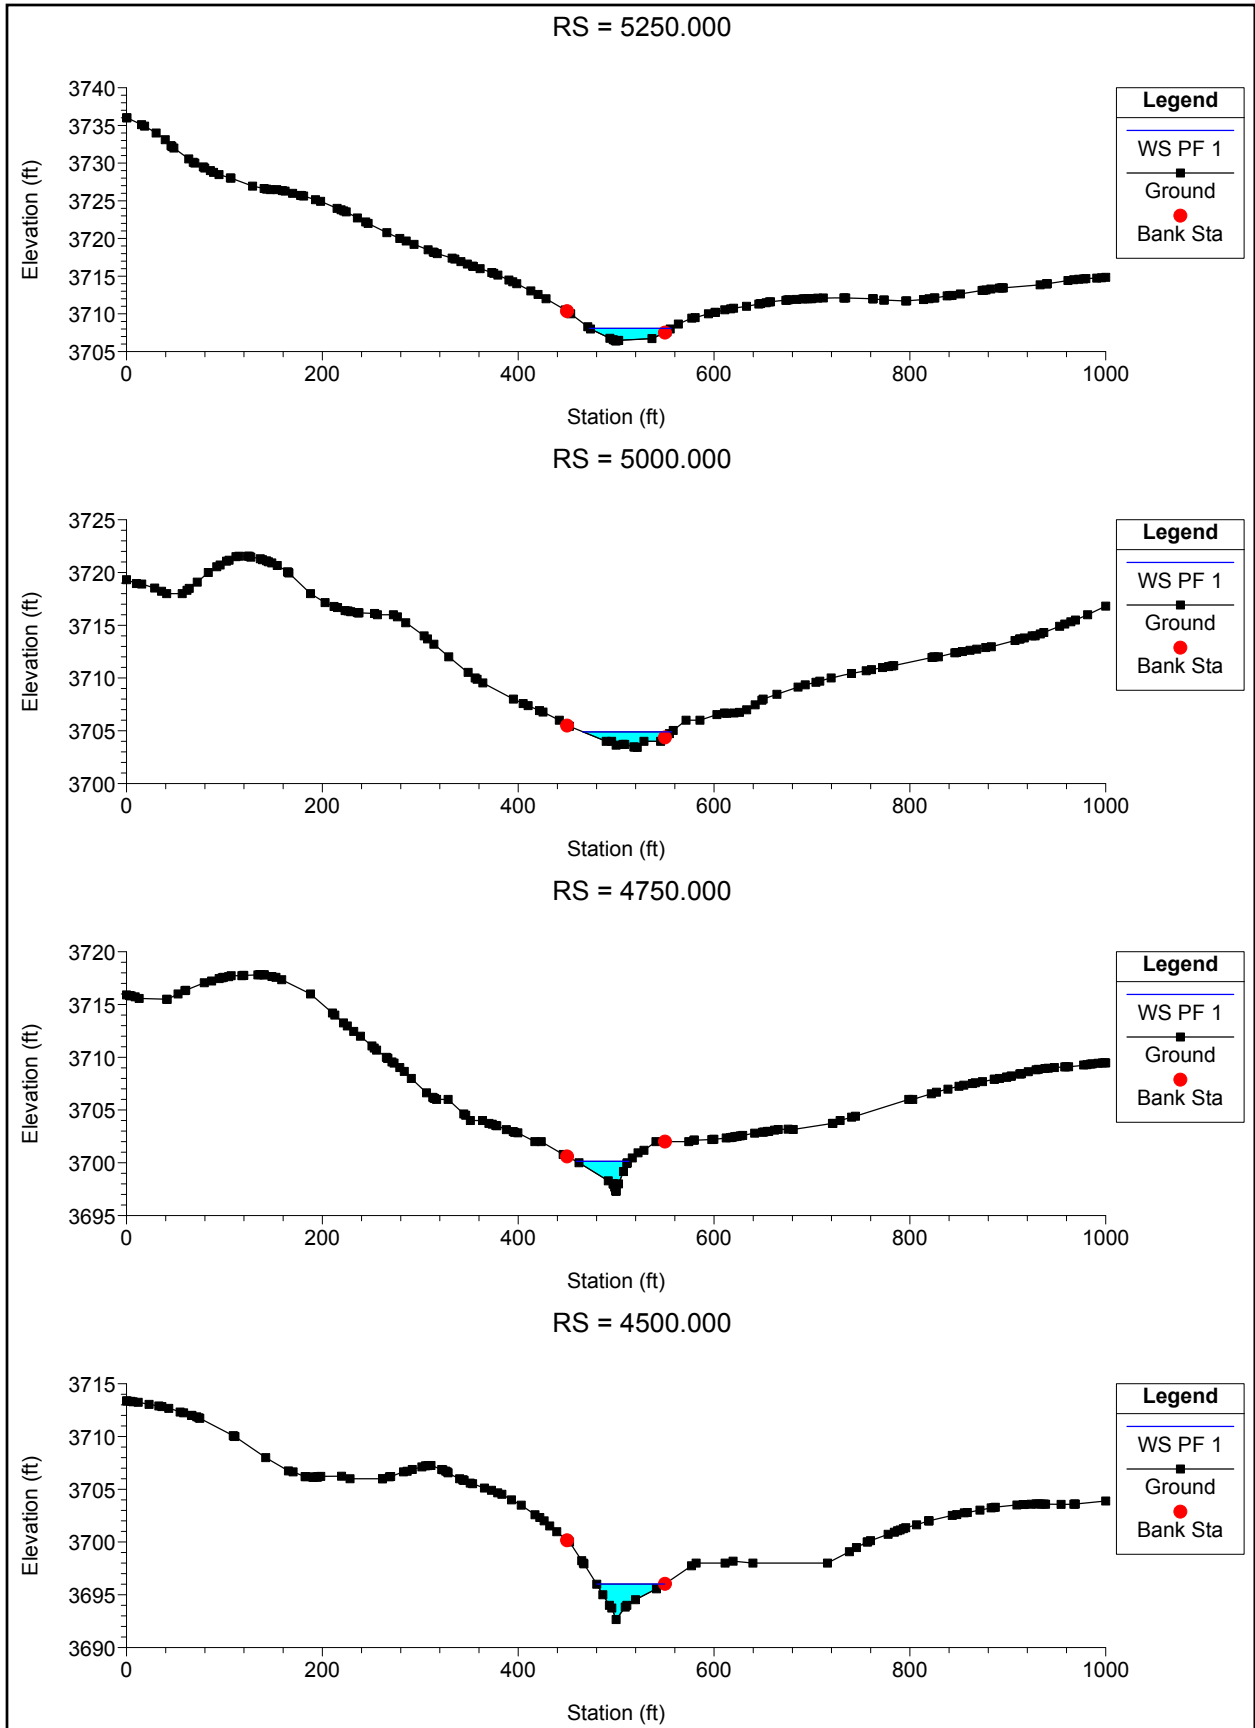 RS = 5250.000
3740
3735
3730
3725
3720
3715
3710
3705
Elevation (ft)
0 200 400 600 800 1000
Station (ft)
Legend
WS PF 1
Ground
Bank Sta
RS = 5000.000
3725
3720
3715
3710
3705
3700
Elevation (ft)
0 200 400 600 800 1000
Station (ft)
Legend
WS PF 1
Ground
Bank Sta
RS = 4750.000
3720
3715
3710
3705
3700
3695
Elevation (ft)
0 200 400 600 800 1000
Station (ft)
Legend
WS PF 1
Ground
Bank Sta
RS = 4500.000
3715
3710
3705
3700
3695
3690
Elevation (ft)
0 200 400 600 800 1000
Station (ft)
Legend
WS PF 1
Ground
Bank Sta